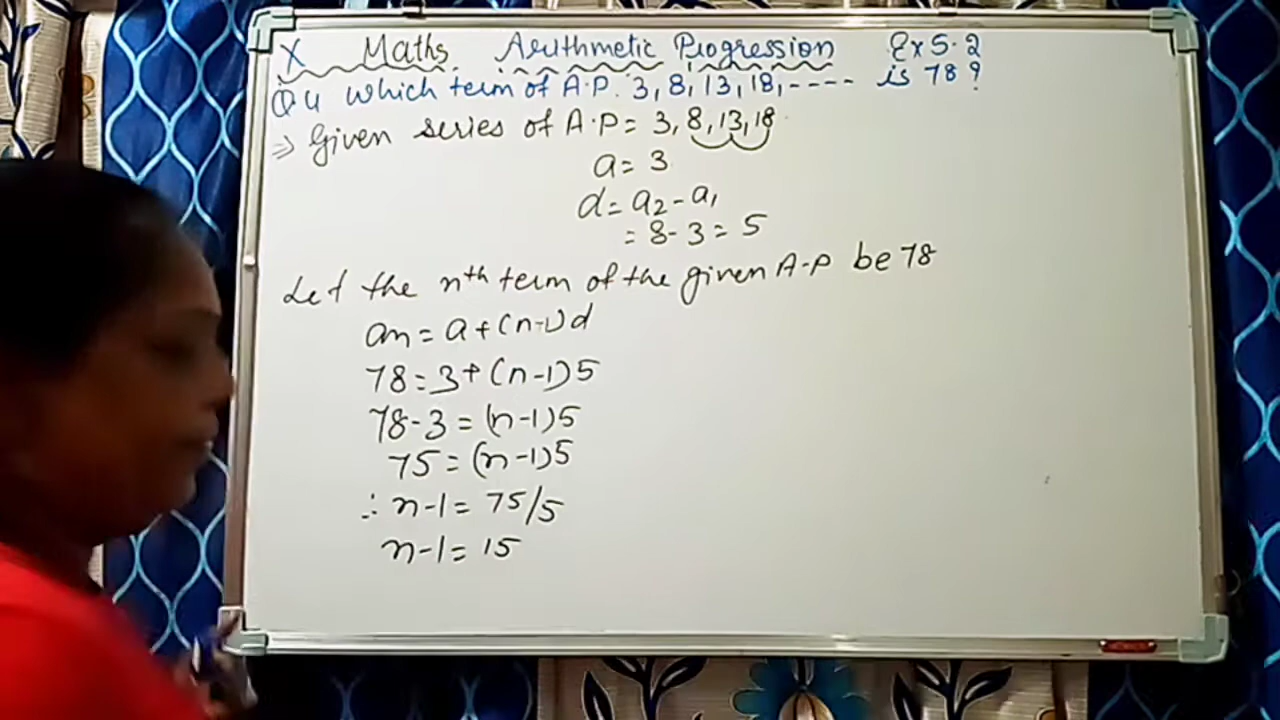 X Maths Arithmetic Progression Ex 5.2
Q4 Which term of A.P. 3, 8, 13, 18, ---- is 78?
⇒ Given series of A.P = 3, 8, 13, 18
a = 3
d = a₂ - a₁
= 8 - 3 = 5
Let the nᵗʰ term of the given A-P be 78
an = a + (n-1)d
78 = 3 + (n-1)5
78-3 = (n-1)5
75 = (n-1)5
∴ n-1 = 75/5
n-1 = 15